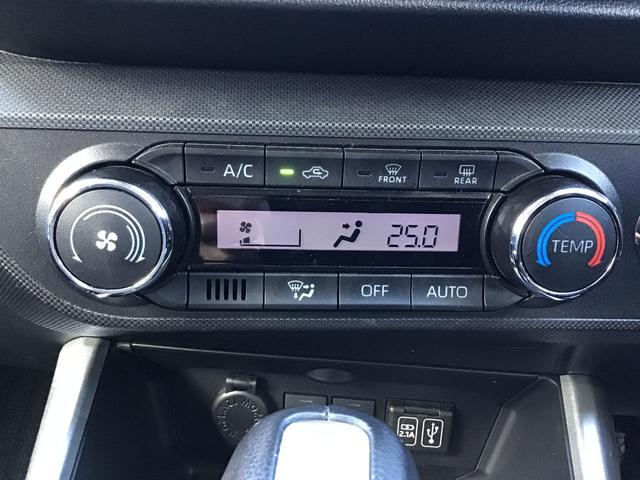 A/C
FRONT
REAR
25.0
TEMP
OFF
AUTO
2.1A